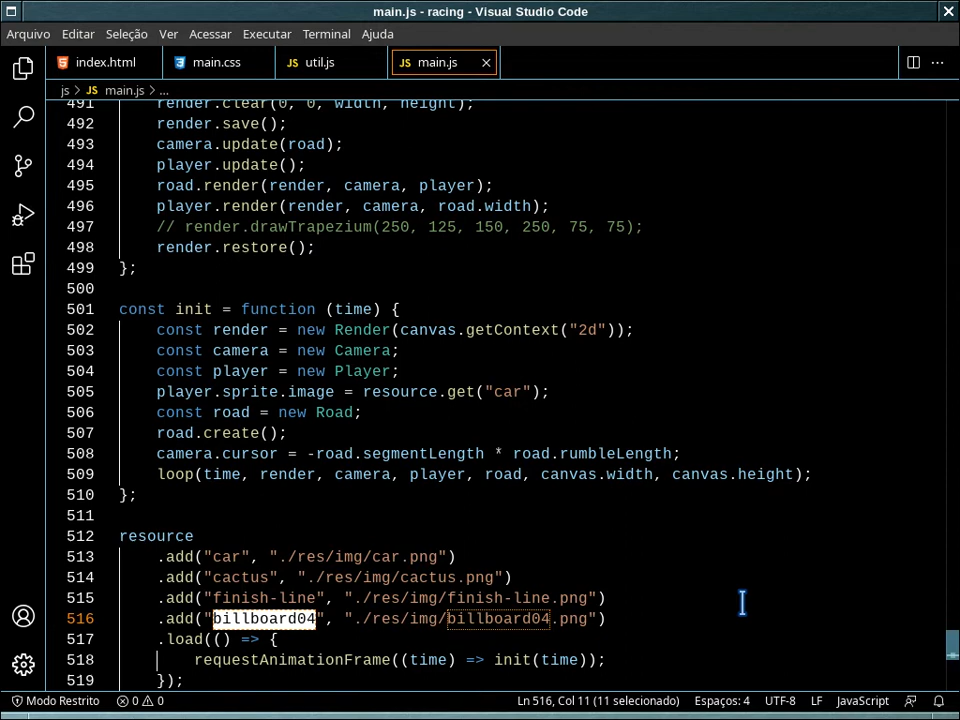 main.js - racing - Visual Studio Code
Arquivo Editar Seleção Ver Acessar Executar Terminal Ajuda
index.html main.css JS util.js JS main.js
js > JS main.js > ...
491 render.clear(0, 0, width, height);
492 render.save();
493 camera.update(road);
494 player.update();
495 road.render(render, camera, player);
496 player.render(render, camera, road.width);
497 // render.drawTrapezium(250, 125, 150, 250, 75, 75);
498 render.restore();
499 };
500
501 const init = function (time) {
502 const render = new Render(canvas.getContext("2d"));
503 const camera = new Camera;
504 const player = new Player;
505 player.sprite.image = resource.get("car");
506 const road = new Road;
507 road.create();
508 camera.cursor = -road.segmentLength * road.rumbleLength;
509 loop(time, render, camera, player, road, canvas.width, canvas.height);
510 };
511
512 resource
513 .add("car", "./res/img/car.png")
514 .add("cactus", "./res/img/cactus.png")
515 .add("finish-line", "./res/img/finish-line.png")
516 .add("billboard04", "./res/img/billboard04.png")
517 .load(() => {
518 requestAnimationFrame((time) => init(time));
519 });
Modo Restrito 0 0 Ln 516, Col 11 (11 selecionado) Espaços: 4 UTF-8 LF JavaScript